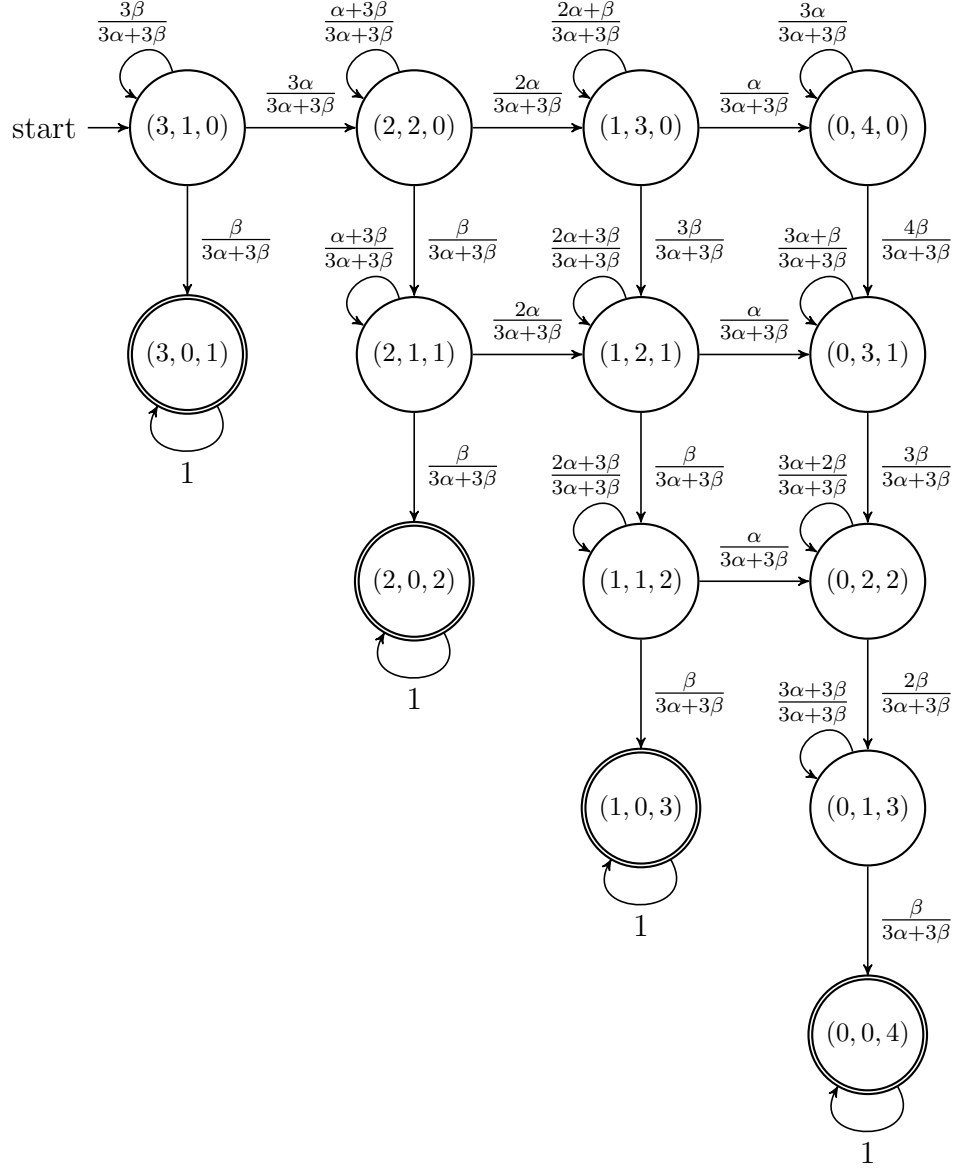 3β/3α+3β α+3β/3α+3β 2α+β/3α+3β 3α/3α+3β
3α/3α+3β 2α/3α+3β α/3α+3β
start (3, 1, 0) (2, 2, 0) (1, 3, 0) (0, 4, 0)
β/3α+3β β/3α+3β 3β/3α+3β 4β/3α+3β
α+3β/3α+3β 2α+3β/3α+3β 3α+β/3α+3β
2α/3α+3β α/3α+3β
(3, 0, 1) (2, 1, 1) (1, 2, 1) (0, 3, 1)
1 β/3α+3β β/3α+3β 3β/3α+3β
2α+3β/3α+3β 3α+2β/3α+3β
α/3α+3β
(2, 0, 2) (1, 1, 2) (0, 2, 2)
1 β/3α+3β 2β/3α+3β
3α+3β/3α+3β
(1, 0, 3) (0, 1, 3)
1 β/3α+3β
(0, 0, 4)
1